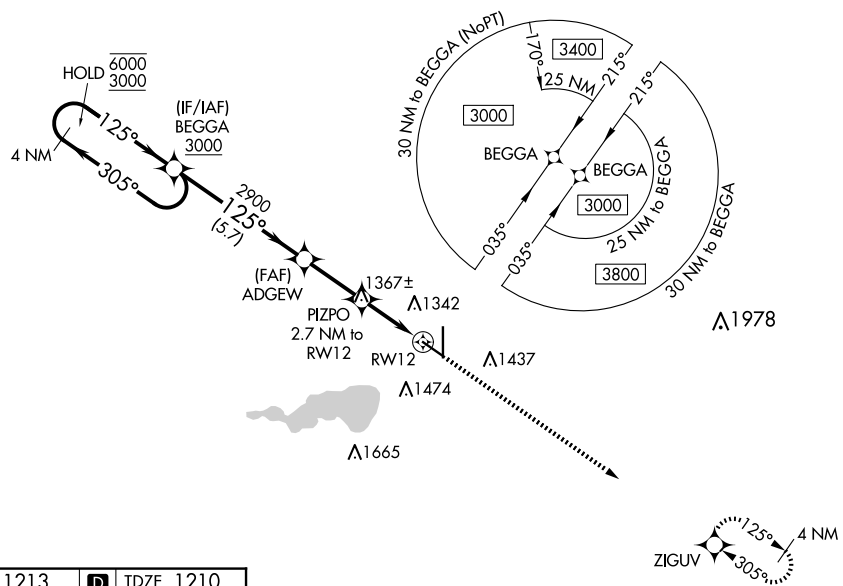 HOLD 6000
3000
(IF/IAF)
BEGGA
3000
125°
4 NM
305°
2900
125°
(5.7)
(FAF)
ADGEW
1367±
PIZPO
2.7 NM to
RW12
1342
RW12
1437
1474
1665
1978
30 NM to BEGGA (NoPT)
170°
3400
25 NM
215°
215°
3000
BEGGA
BEGGA
3000
25 NM to BEGGA
035°
035°
3800
30 NM to BEGGA
125°
4 NM
ZIGUV
305°
1213 D TDZE 1210